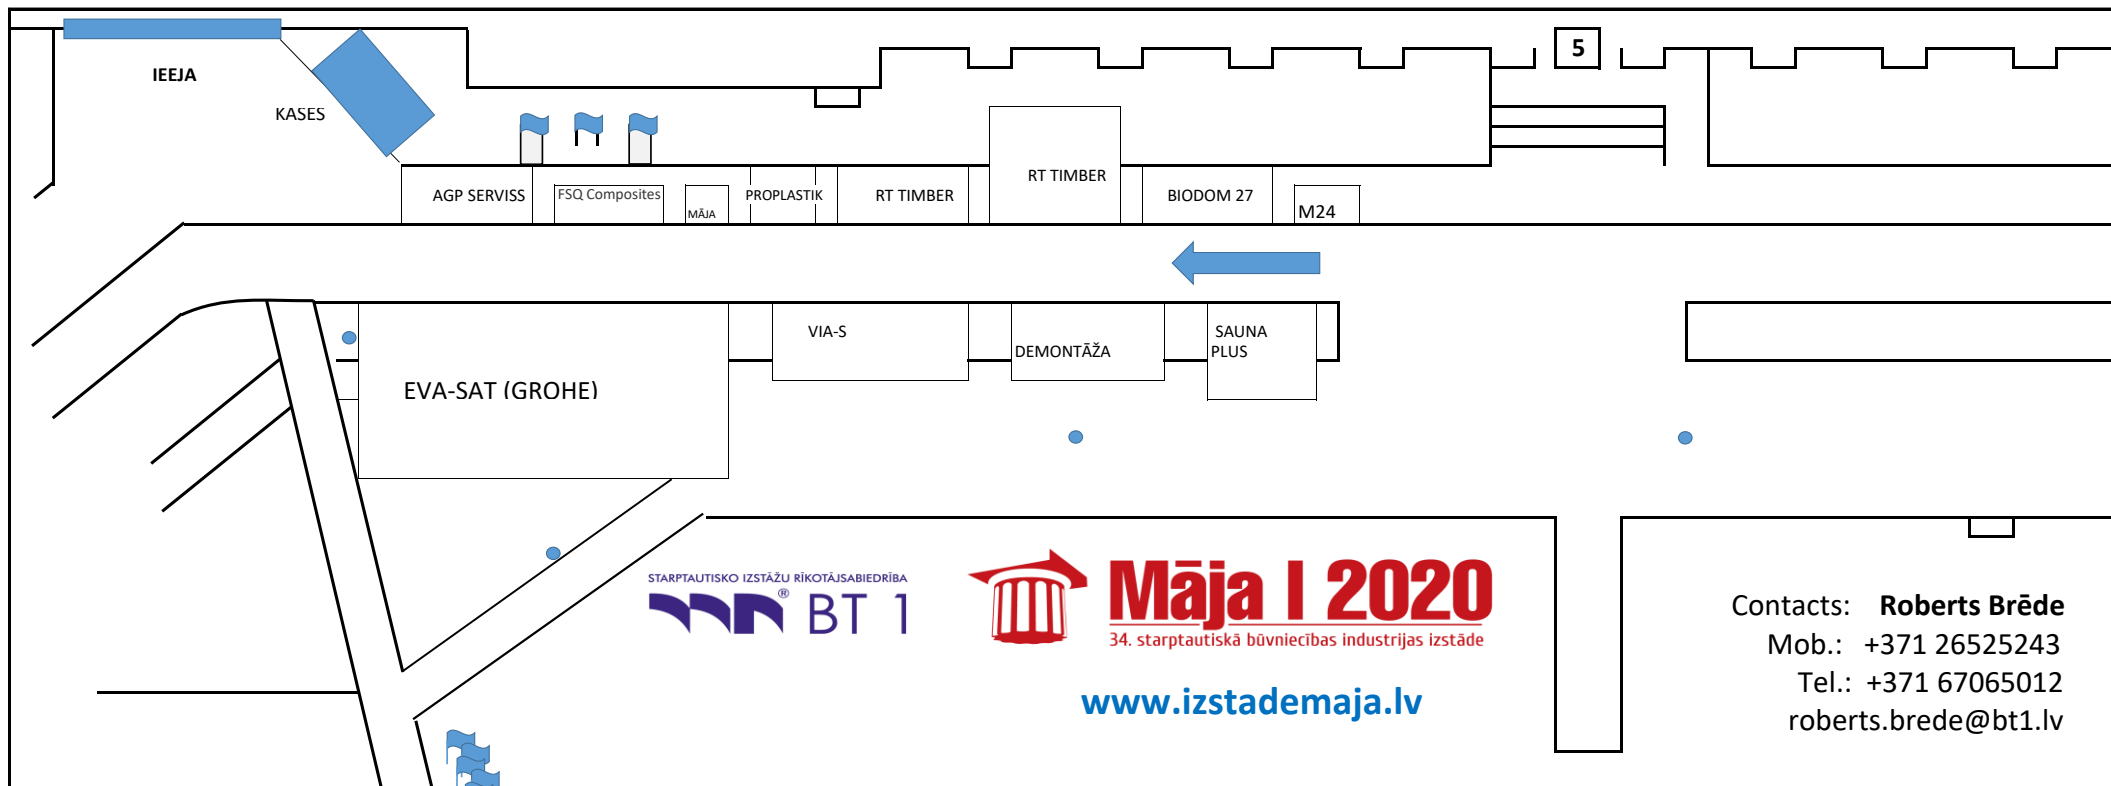 5
IEEJA
KASES
AGP SERVISS
FSQ Composites
MĀJA
PROPLASTIK
RT TIMBER
RT TIMBER
BIODOM 27
M24
VIA-S
DEMONTĀŽA
SAUNA
PLUS
EVA-SAT (GROHE)
STARPTAUTISKO IZSTĀŽU RĪKOTĀJSABIEDRĪBA
® BT 1
Māja I 2020
34. starptautiskā būvniecības industrijas izstāde
www.izstademaja.lv
Contacts: Roberts Brēde
Mob.: +371 26525243
Tel.: +371 67065012
roberts.brede@bt1.lv